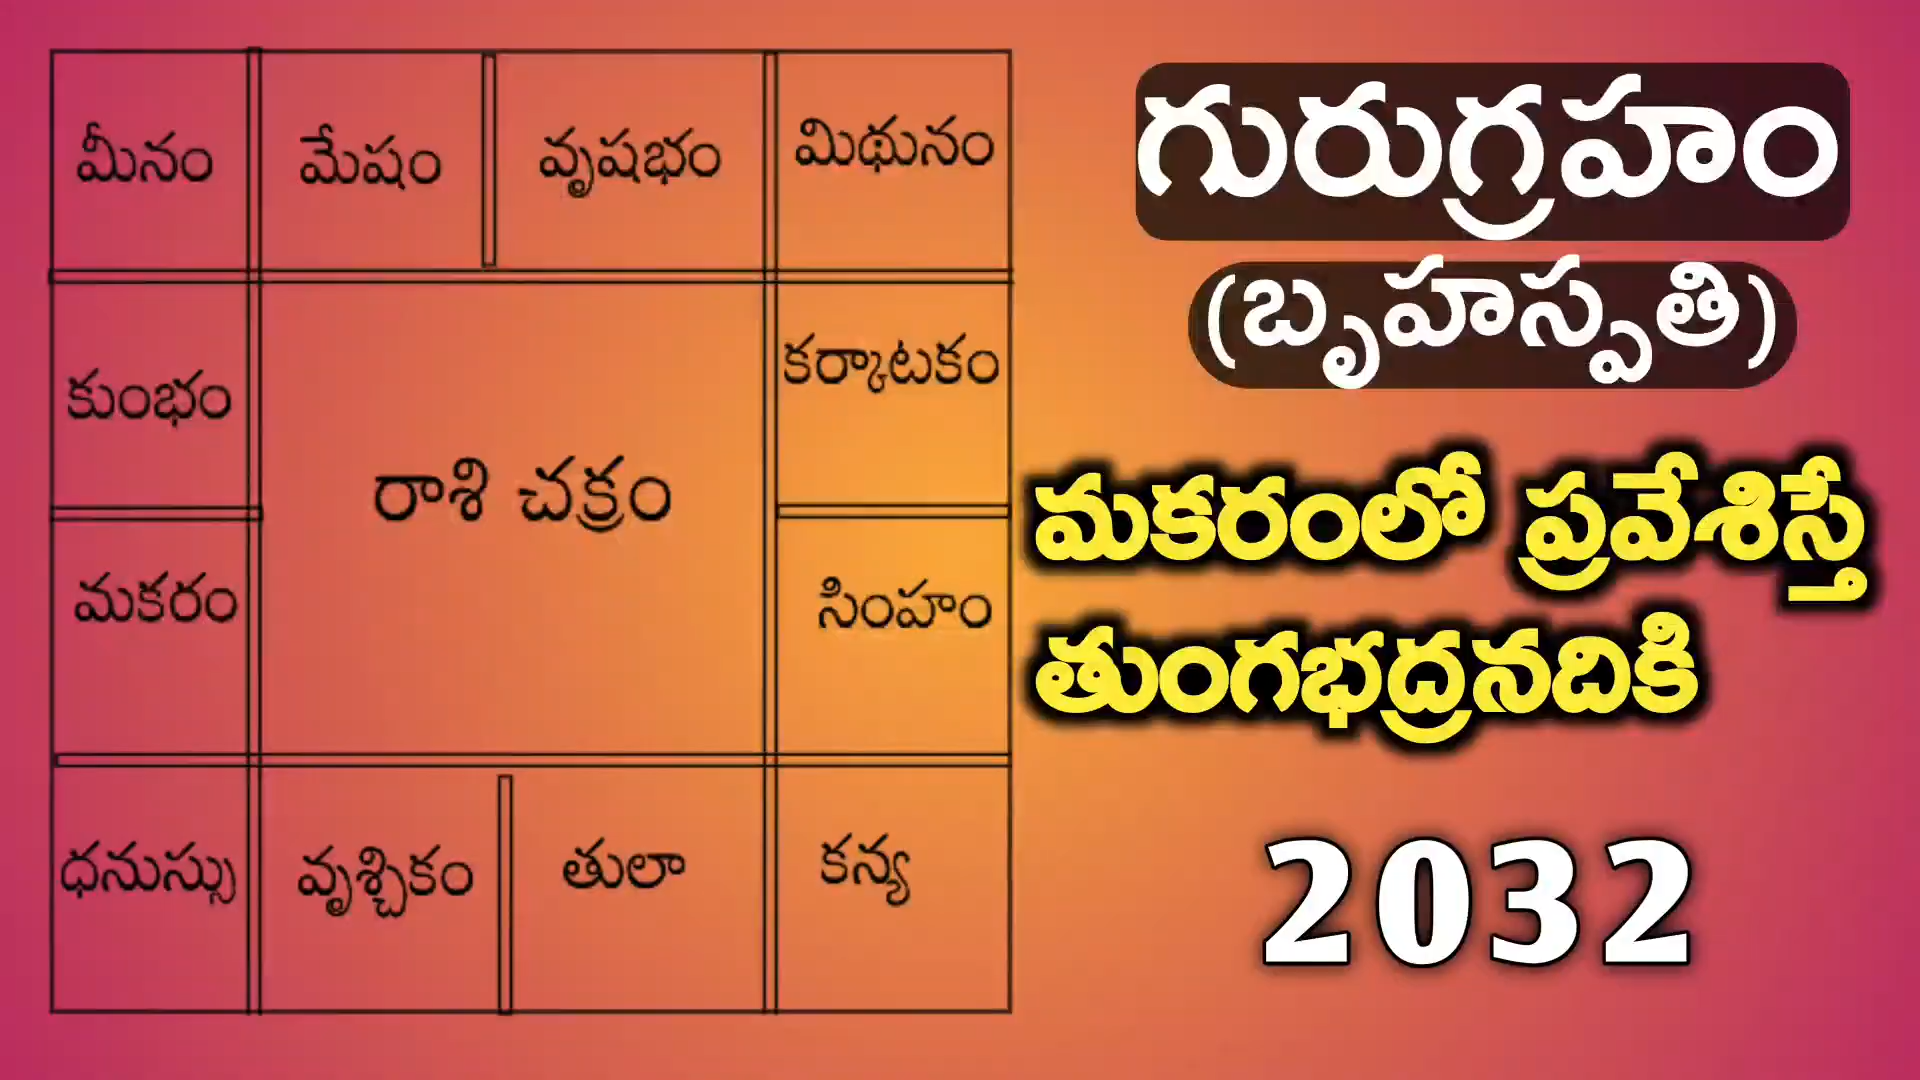 మీనం మేషం వృషభం మిథునం
కుంభం కర్కాటకం
రాశి చక్రం
మకరం సింహం
ధనుస్సు వృశ్చికం తులా కన్య
గురుగ్రహం
(బృహస్పతి)
మకరంలో ప్రవేశిస్తే
తుంగభద్రనదికి
2032